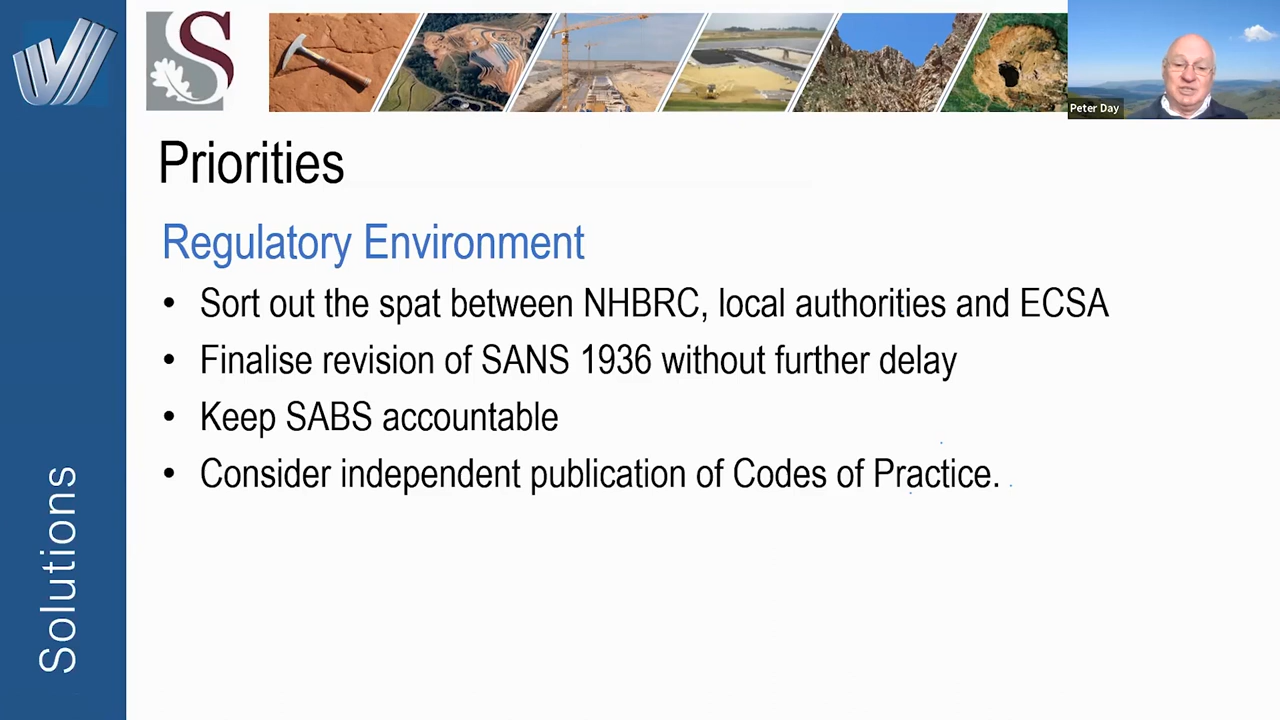 S
Peter Day
Priorities
Regulatory Environment
• Sort out the spat between NHBRC, local authorities and ECSA
• Finalise revision of SANS 1936 without further delay
• Keep SABS accountable
• Consider independent publication of Codes of Practice.
Solutions